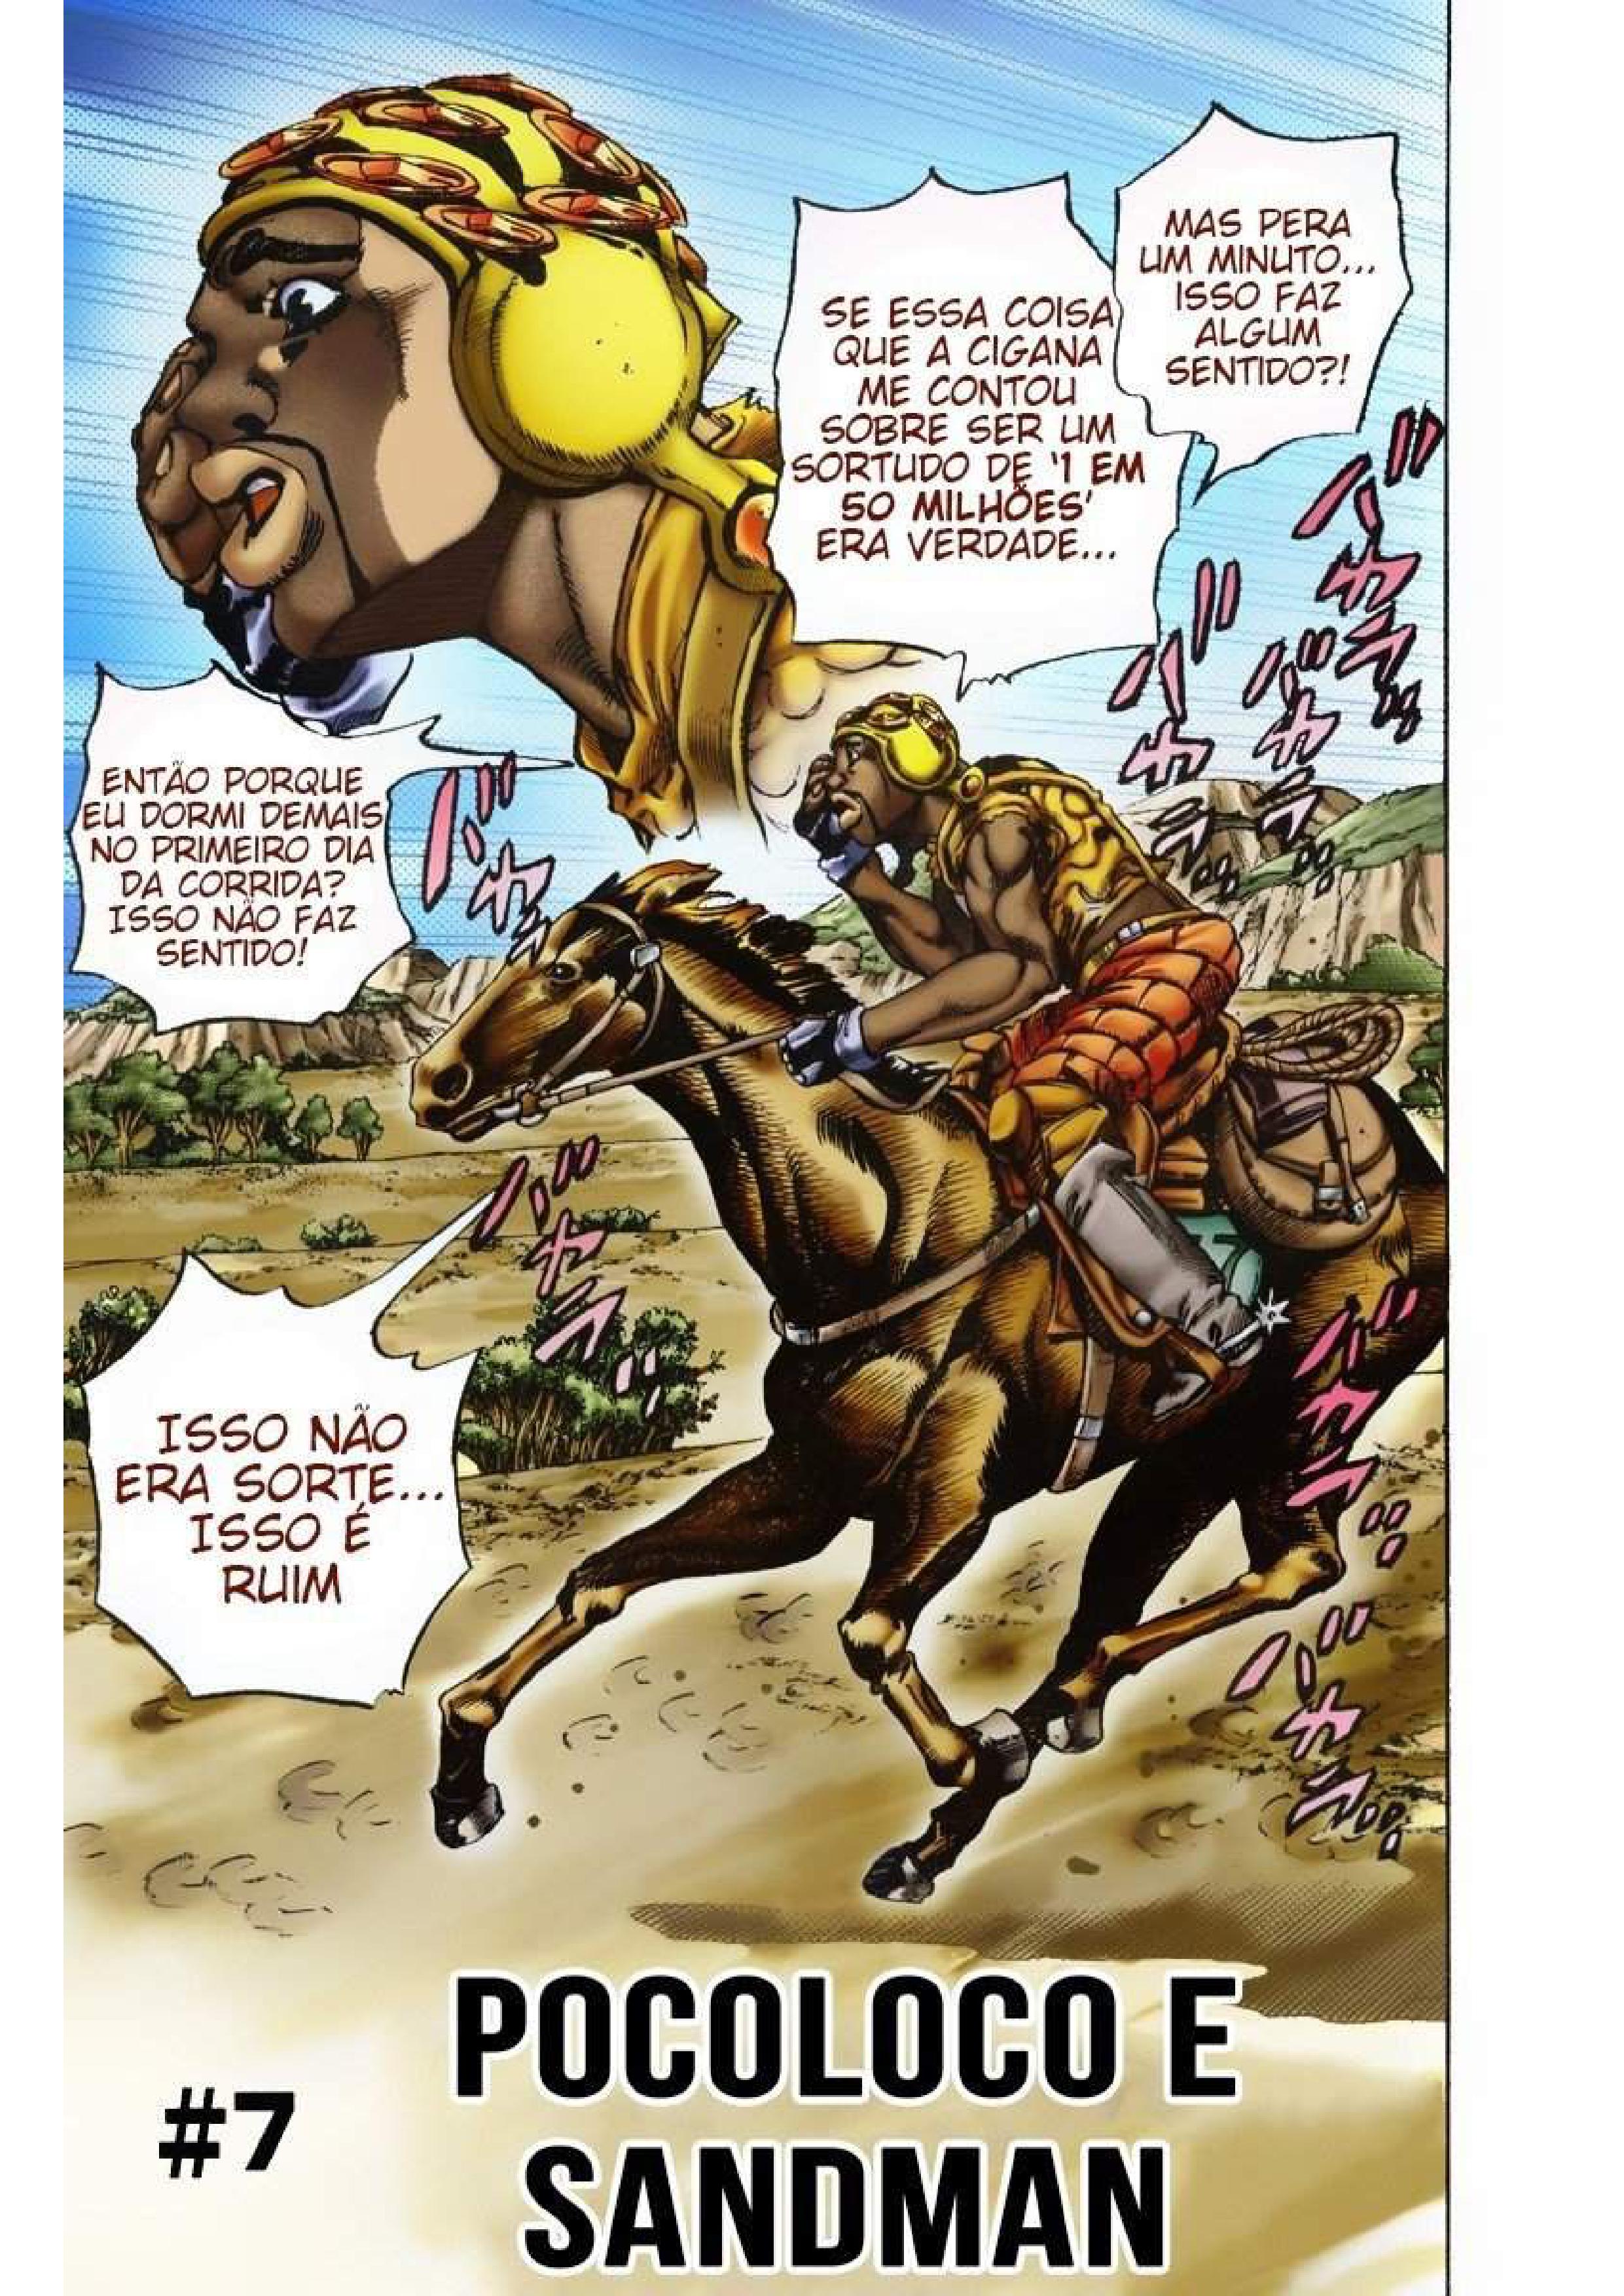 MAS PERA
UM MINUTO...
ISSO FAZ
ALGUM
SENTIDO?!
SE ESSA COISA
QUE A CIGANA
ME CONTOU
SOBRE SER UM
SORTUDO DE '1 EM
50 MILHÕES'
ERA VERDADE...
ENTÃO PORQUE
EU DORMI DEMAIS
NO PRIMEIRO DIA
DA CORRIDA?
ISSO NÃO FAZ
SENTIDO!
ISSO NÃO
ERA SORTE...
ISSO É
RUIM
#7
POCOLOCO E
SANDMAN